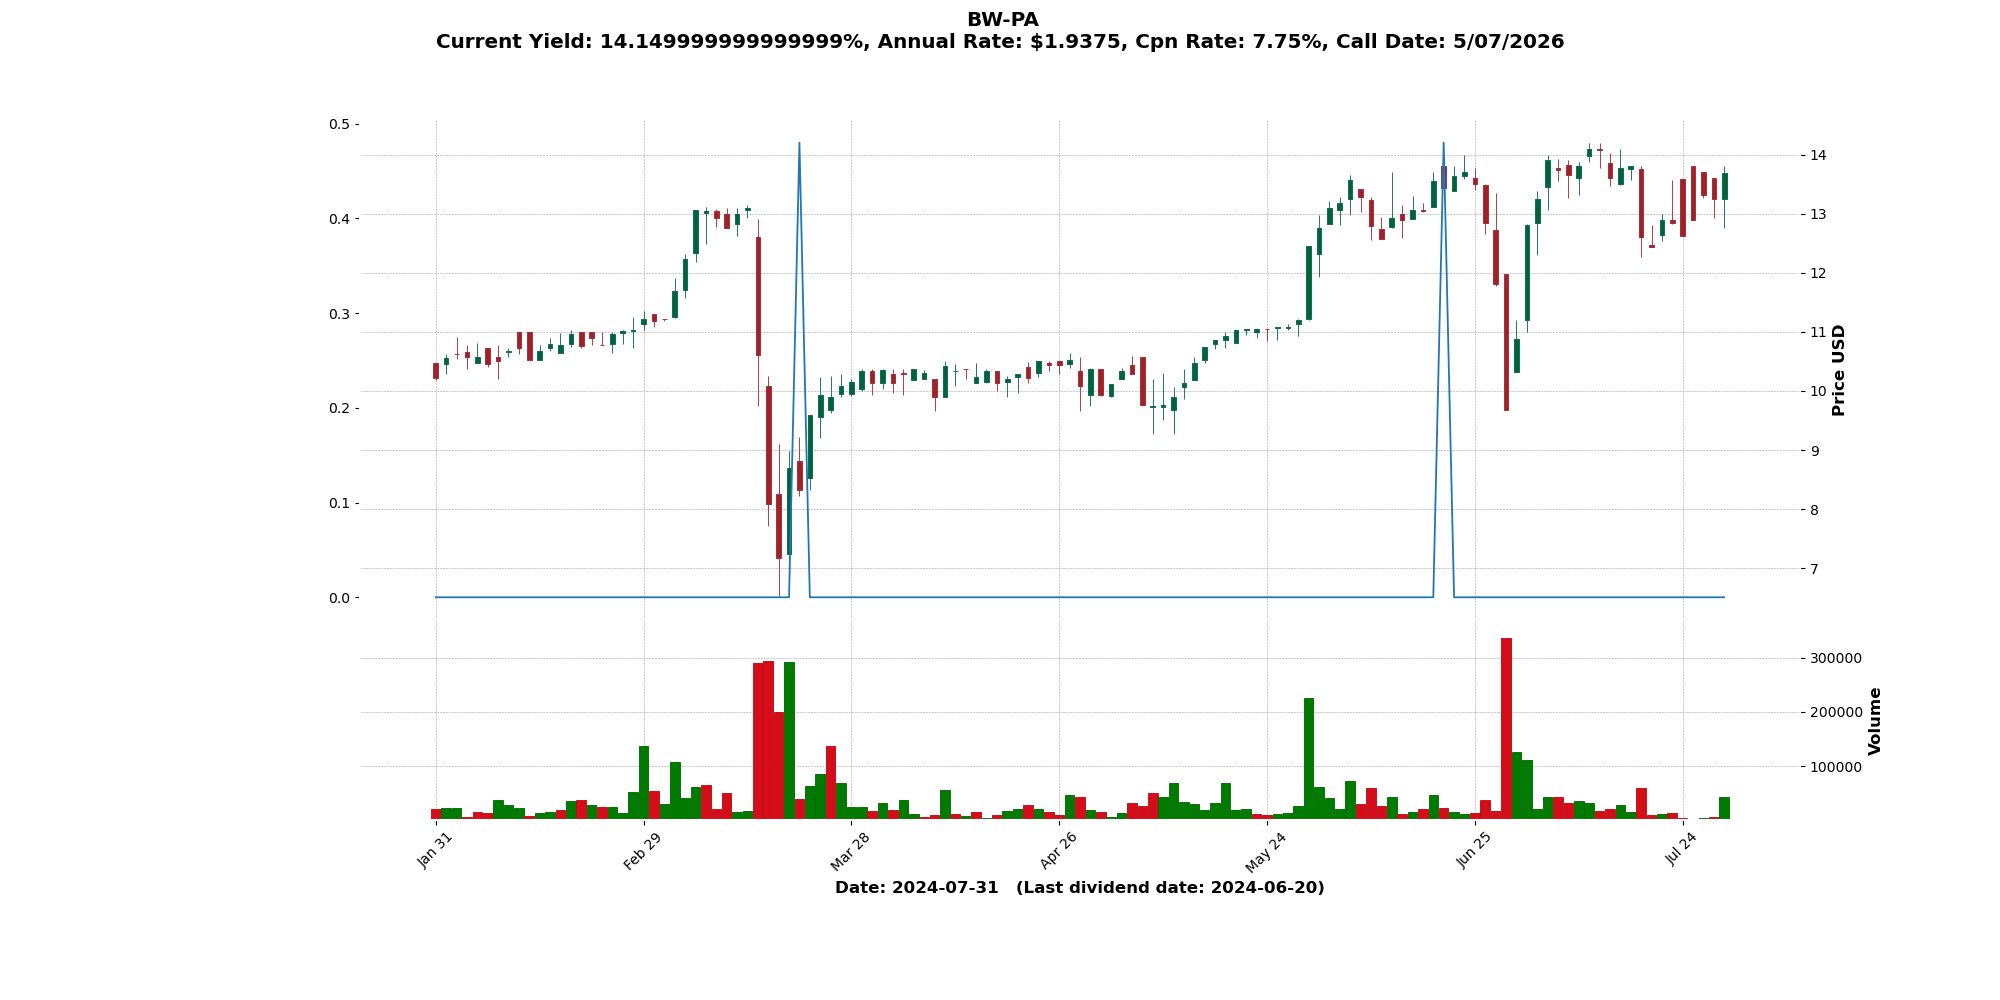 BW-PA
Current Yield: 14.149999999999999%, Annual Rate: $1.9375, Cpn Rate: 7.75%, Call Date: 5/07/2026
0.5
0.4
0.3
0.2
0.1
0.0
14
13
12
11
10
9
8
7
Price USD
300000
200000
100000
Volume
Jan 31
Feb 29
Mar 28
Apr 26
May 24
Jun 25
Jul 24
Date: 2024-07-31 (Last dividend date: 2024-06-20)